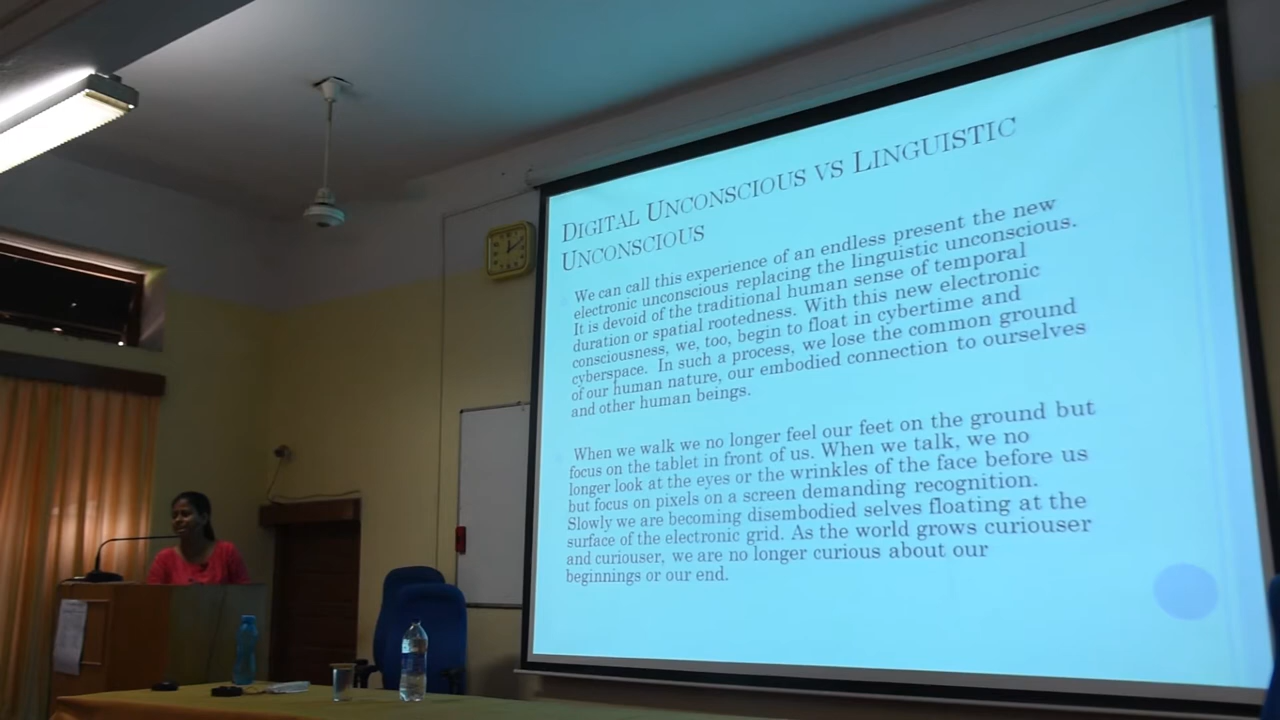 DIGITAL UNCONSCIOUS VS LINGUISTIC
UNCONSCIOUS
We can call this experience of an endless present the new
electronic unconscious replacing the linguistic unconscious.
It is devoid of the traditional human sense of temporal
duration or spatial rootedness. With this new electronic
consciousness, we, too, begin to float in cybertime and
cyberspace. In such a process, we lose the common ground
of our human nature, our embodied connection to ourselves
and other human beings.
When we walk we no longer feel our feet on the ground but
focus on the tablet in front of us. When we talk, we no
longer look at the eyes or the wrinkles of the face before us
but focus on pixels on a screen demanding recognition.
Slowly we are becoming disembodied selves floating at the
surface of the electronic grid. As the world grows curiouser
and curiouser, we are no longer curious about our
beginnings or our end.